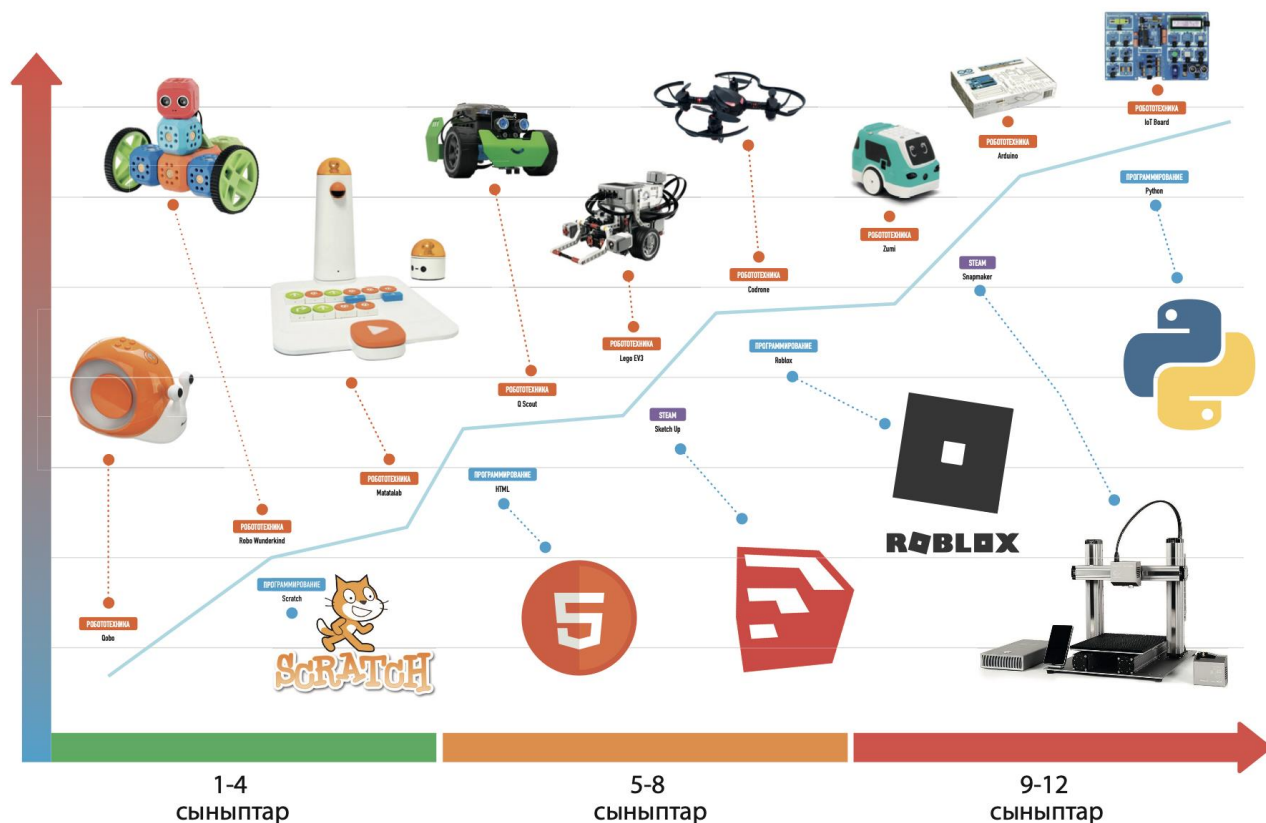 РОБОТОТЕХНИКА
IoT Board
РОБОТОТЕХНИКА
Arduino
ПРОГРАММИРОВАНИЕ
Python
РОБОТОТЕХНИКА
Zumi
РОБОТОТЕХНИКА
Codrone
STEAM
Snapmaker
РОБОТОТЕХНИКА
Lego EV3
ПРОГРАММИРОВАНИЕ
Roblox
РОБОТОТЕХНИКА
Q Scout
STEAM
Sketch Up
РОБОТОТЕХНИКА
Matatalab
ПРОГРАММИРОВАНИЕ
HTML
РОБОТОТЕХНИКА
Robo Wunderkind
ROBLOX
ПРОГРАММИРОВАНИЕ
Scratch
5
РОБОТОТЕХНИКА
Qobo
SCRATCH
1-4
сыныптар
5-8
сыныптар
9-12
сыныптар